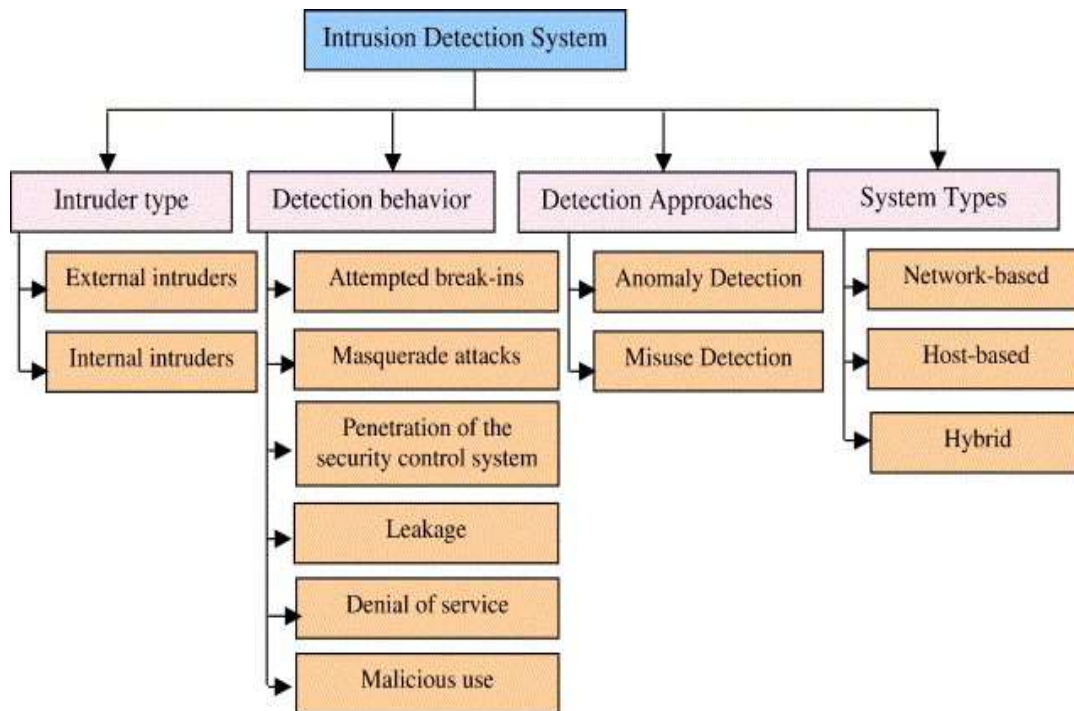 Intrusion Detection System
Intruder type
Detection behavior
Detection Approaches
System Types
External intruders
Internal intruders
Attempted break-ins
Masquerade attacks
Penetration of the
security control system
Leakage
Denial of service
Malicious use
Anomaly Detection
Misuse Detection
Network-based
Host-based
Hybrid